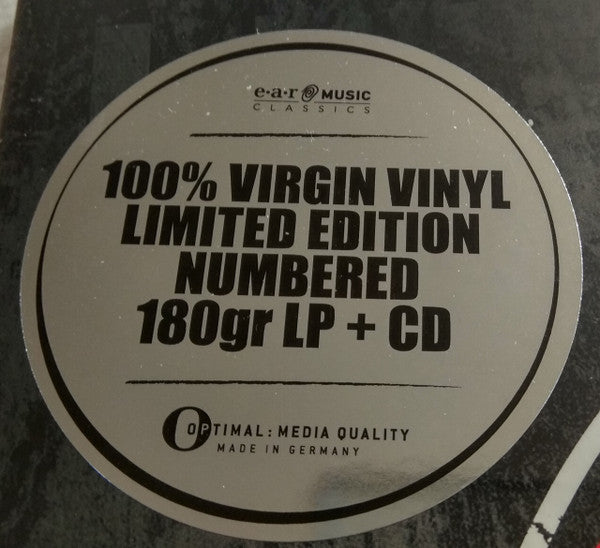 e·a·r MUSIC
CLASSICS
100% VIRGIN VINYL
LIMITED EDITION
NUMBERED
180gr LP + CD
OPTIMAL: MEDIA QUALITY
MADE IN GERMANY